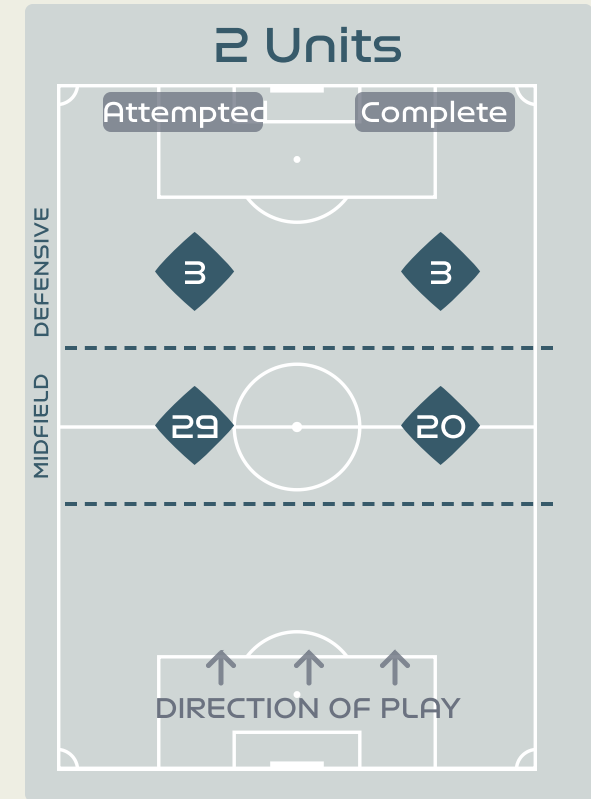 2 Units
Attempted Complete
DEFENSIVE
3 3
MIDFIELD
29 20
DIRECTION OF PLAY